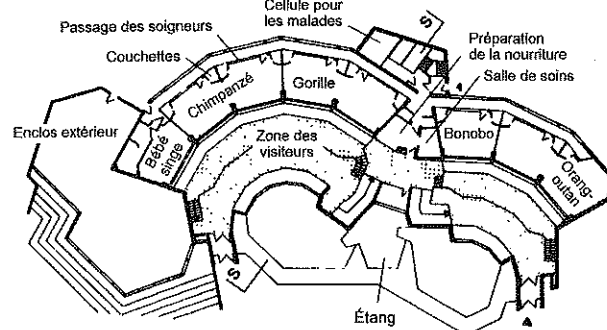 Cellule pour
les malades
S
Passage des soigneurs
Préparation
de la nourriture
Couchettes
Salle de soins
Chimpanzé
Gorille
A
Enclos extérieur
Bébé
singe
Zone des
visiteurs
B
Bonobo
Orang-
outan
S
Étang
A